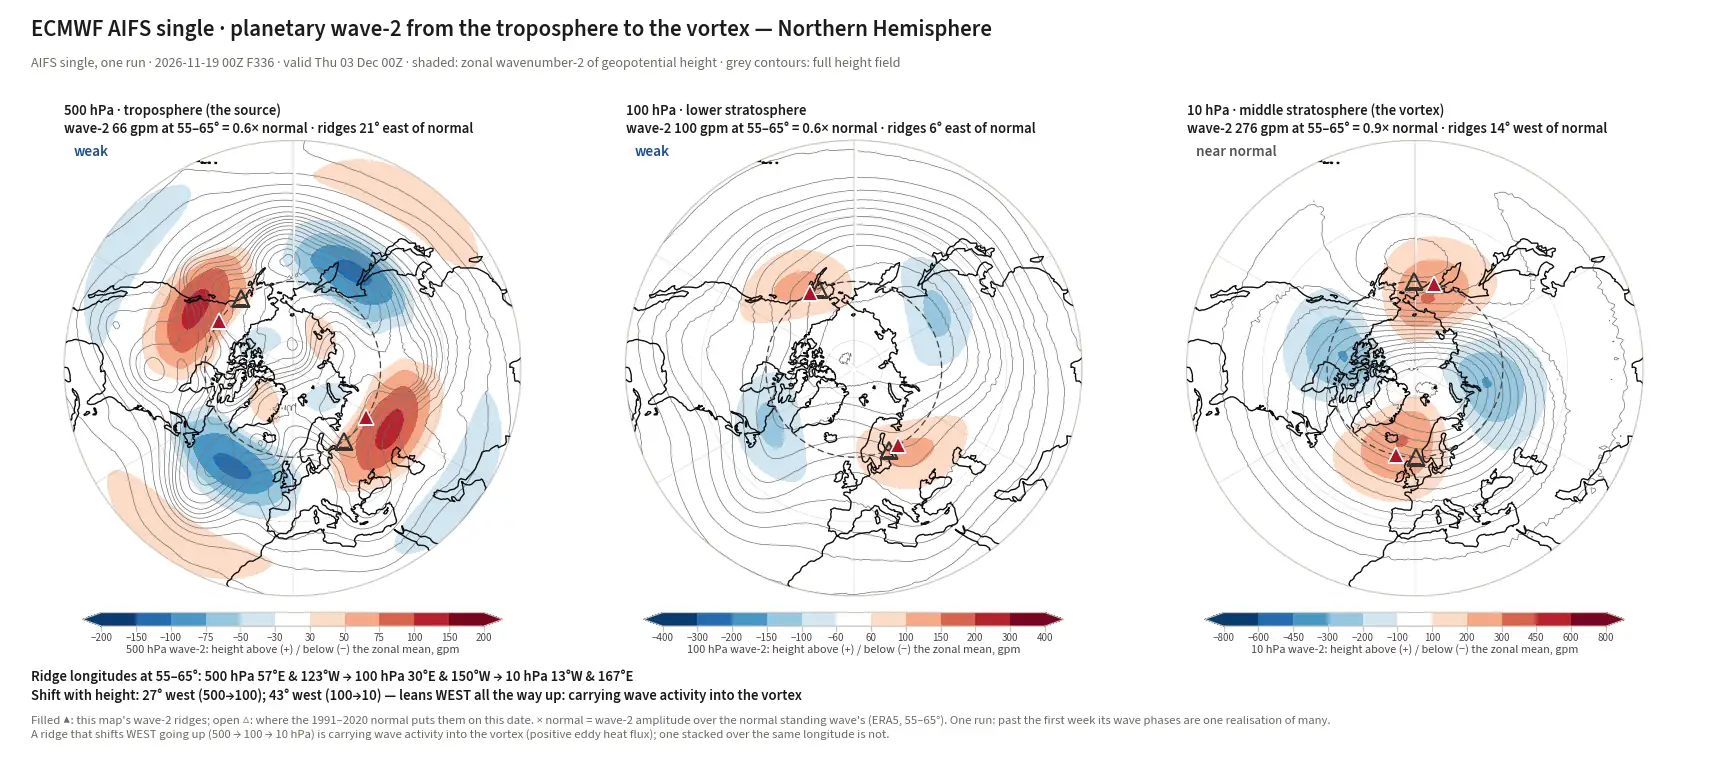 ECMWF AIFS single · planetary wave-2 from the troposphere to the vortex — Northern Hemisphere
AIFS single, one run · 2026-11-19 00Z F336 · valid Thu 03 Dec 00Z · shaded: zonal wavenumber-2 of geopotential height · grey contours: full height field
500 hPa · troposphere (the source)
wave-2 66 gpm at 55–65° = 0.6× normal · ridges 21° east of normal
weak
100 hPa · lower stratosphere
wave-2 100 gpm at 55–65° = 0.6× normal · ridges 6° east of normal
weak
10 hPa · middle stratosphere (the vortex)
wave-2 276 gpm at 55–65° = 0.9× normal · ridges 14° west of normal
near normal
−200 −150 −100 −75 −50 −30 30 50 75 100 150 200
500 hPa wave-2: height above (+) / below (−) the zonal mean, gpm
−400 −300 −200 −150 −100 −60 60 100 150 200 300 400
100 hPa wave-2: height above (+) / below (−) the zonal mean, gpm
−800 −600 −450 −300 −200 −100 100 200 300 450 600 800
10 hPa wave-2: height above (+) / below (−) the zonal mean, gpm
Ridge longitudes at 55–65°: 500 hPa 57°E & 123°W → 100 hPa 30°E & 150°W → 10 hPa 13°W & 167°E
Shift with height: 27° west (500→100); 43° west (100→10) — leans WEST all the way up: carrying wave activity into the vortex
Filled ▲: this map's wave-2 ridges; open △: where the 1991–2020 normal puts them on this date. × normal = wave-2 amplitude over the normal standing wave's (ERA5, 55–65°). One run: past the first week its wave phases are one realisation of many.
A ridge that shifts WEST going up (500 → 100 → 10 hPa) is carrying wave activity into the vortex (positive eddy heat flux); one stacked over the same longitude is not.